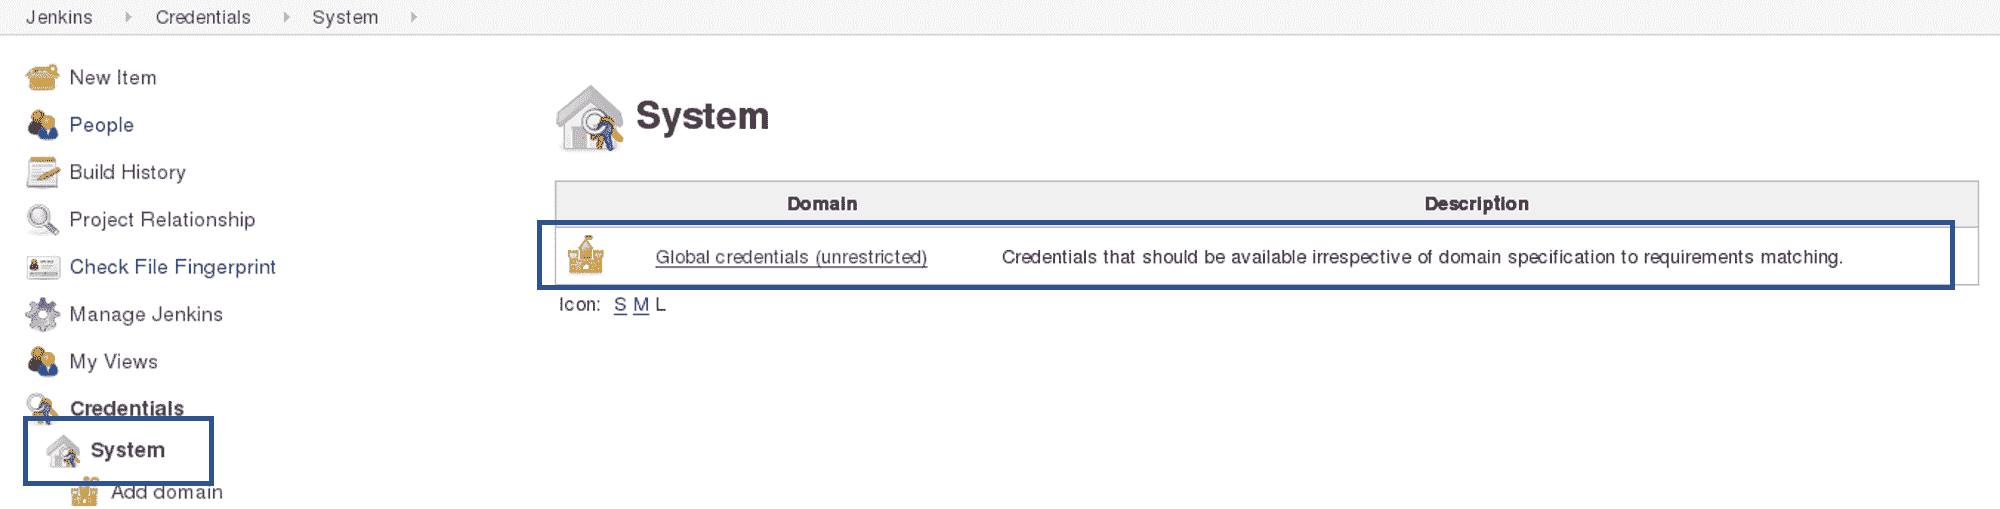 Jenkins Credentials System
New Item
People
Build History
Project Relationship
Check File Fingerprint
Manage Jenkins
My Views
Credentials
System
Add domain
System
Domain Description
Global credentials (unrestricted) Credentials that should be available irrespective of domain specification to requirements matching.
Icon: S M L